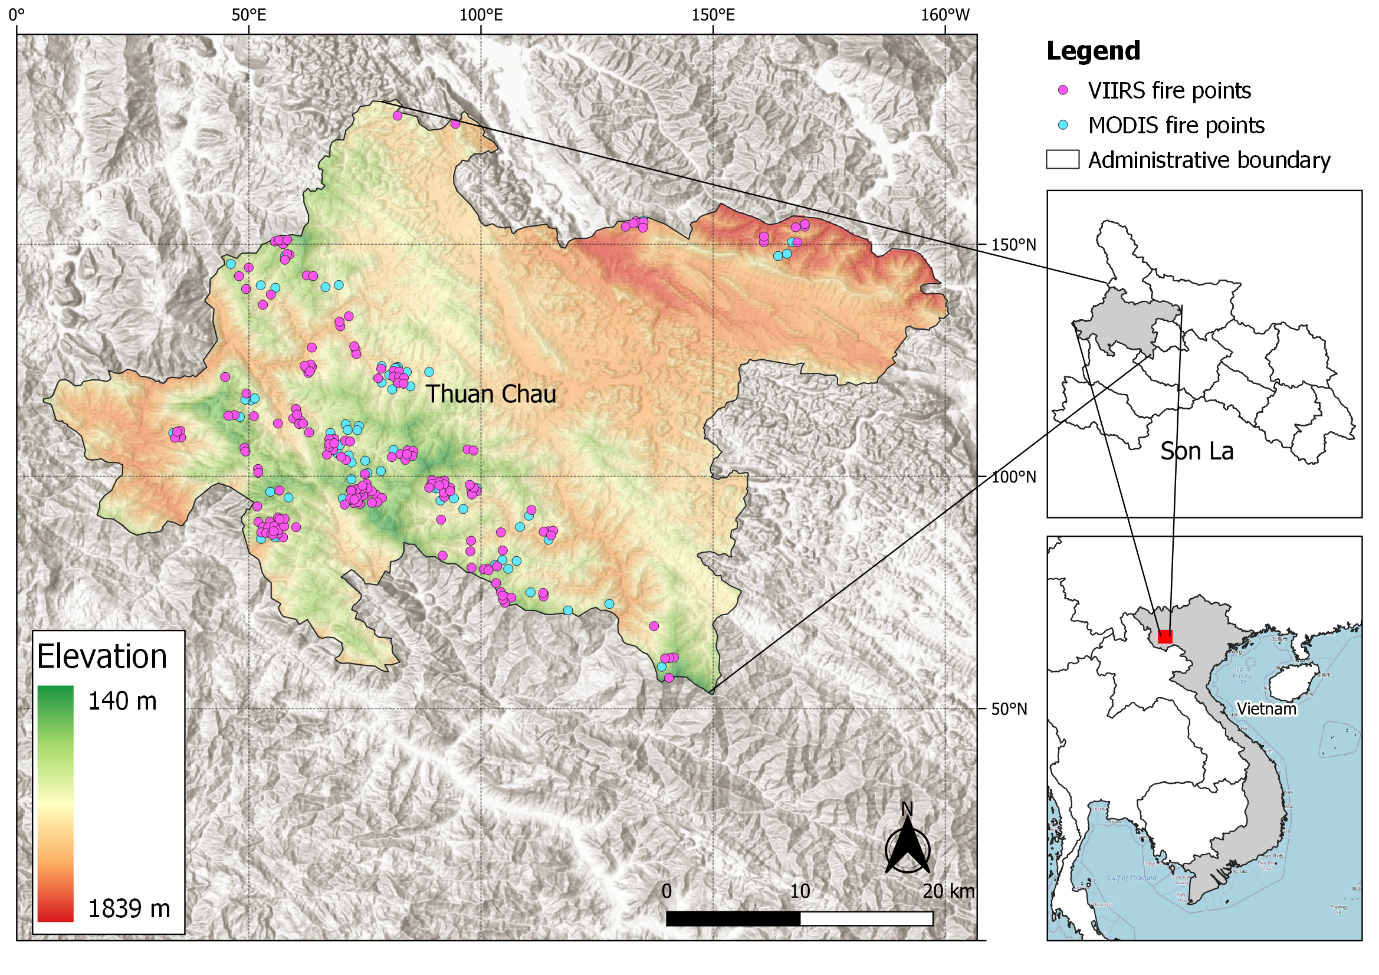 0°
50°E
100°E
150°E
160°W
Legend
VIIRS fire points
MODIS fire points
Administrative boundary
150°N
Thuan Chau
Son La
100°N
Elevation
140 m
1839 m
50°N
Vietnam
N
0
10
20 km